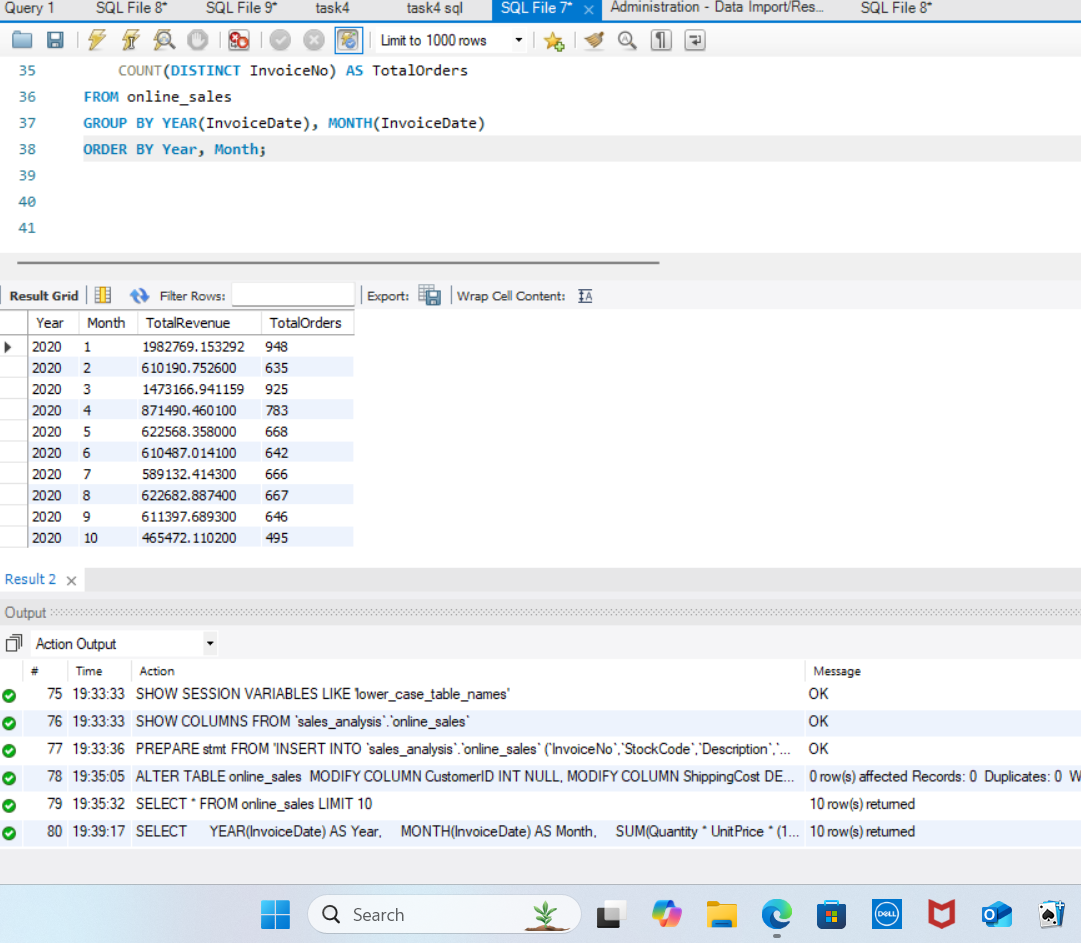 Query 1 SQL File 8* SQL File 9* task4 task4 sql SQL File 7* Administration - Data Import/Res... SQL File 8*
Limit to 1000 rows
35 COUNT(DISTINCT InvoiceNo) AS TotalOrders
36 FROM online_sales
37 GROUP BY YEAR(InvoiceDate), MONTH(InvoiceDate)
38 ORDER BY Year, Month;
39
40
41
Result Grid Filter Rows: Export: Wrap Cell Content:
Year Month TotalRevenue TotalOrders
2020 1 1982769.153292 948
2020 2 610190.752600 635
2020 3 1473166.941159 925
2020 4 871490.460100 783
2020 5 622568.358000 668
2020 6 610487.014100 642
2020 7 589132.414300 666
2020 8 622682.887400 667
2020 9 611397.689300 646
2020 10 465472.110200 495
Result 2
Output
Action Output
# Time Action Message
75 19:33:33 SHOW SESSION VARIABLES LIKE 'lower_case_table_names' OK
76 19:33:33 SHOW COLUMNS FROM `sales_analysis`.`online_sales` OK
77 19:33:36 PREPARE stmt FROM 'INSERT INTO `sales_analysis`.`online_sales` (`InvoiceNo`,`StockCode`,`Description`,`... OK
78 19:35:05 ALTER TABLE online_sales MODIFY COLUMN CustomerID INT NULL, MODIFY COLUMN ShippingCost DE... 0 row(s) affected Records: 0 Duplicates: 0 W
79 19:35:32 SELECT * FROM online_sales LIMIT 10 10 row(s) returned
80 19:39:17 SELECT YEAR(InvoiceDate) AS Year, MONTH(InvoiceDate) AS Month, SUM(Quantity * UnitPrice * (1... 10 row(s) returned
Search
DELL